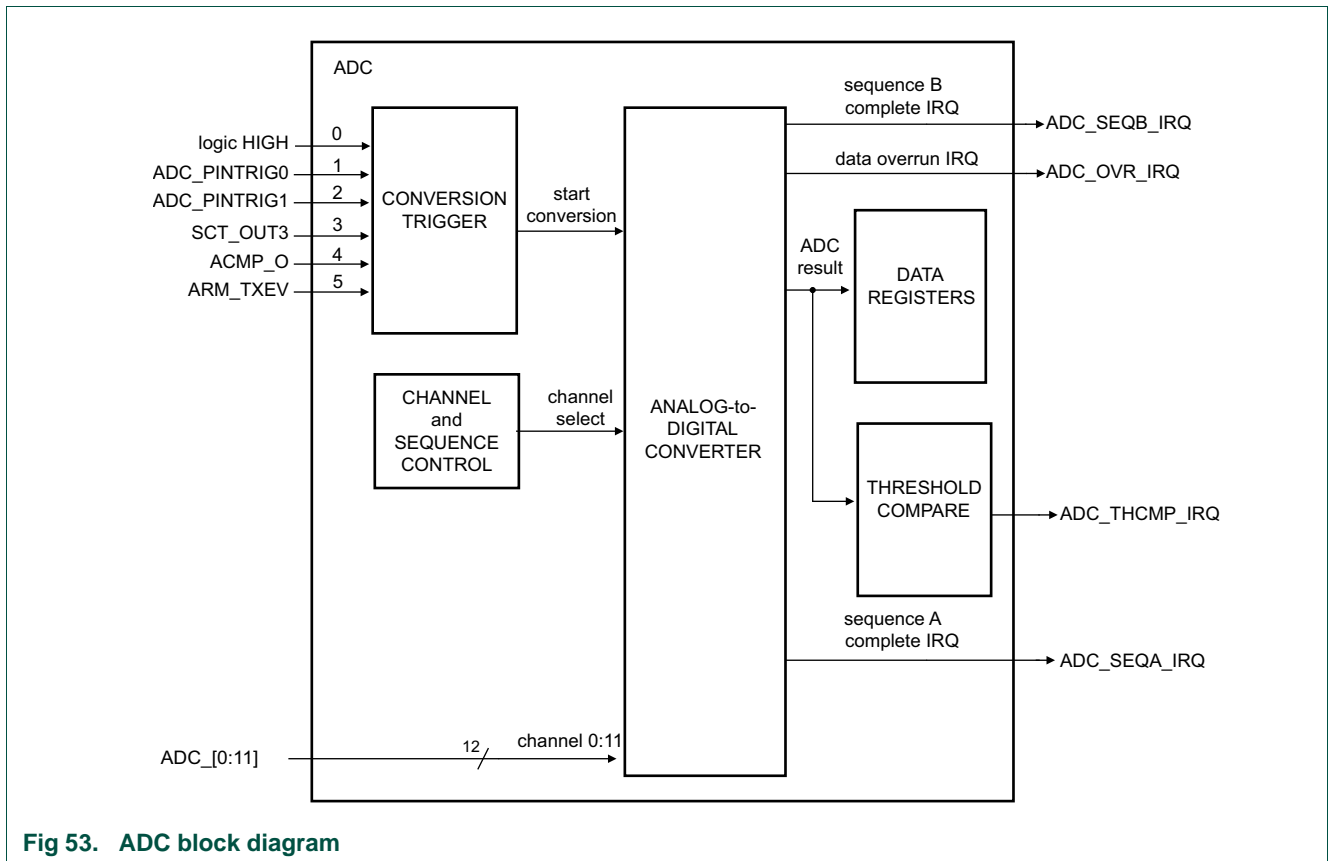 ADC
sequence B
complete IRQ
ADC_SEQB_IRQ
logic HIGH
0
ADC_PINTRIG0
1
ADC_PINTRIG1
2
SCT_OUT3
3
ACMP_O
4
ARM_TXEV
5
CONVERSION
TRIGGER
start
conversion
data overrun IRQ
ADC_OVR_IRQ
ADC
result
DATA
REGISTERS
CHANNEL
and
SEQUENCE
CONTROL
channel
select
ANALOG-to-
DIGITAL
CONVERTER
THRESHOLD
COMPARE
ADC_THCMP_IRQ
sequence A
complete IRQ
ADC_SEQA_IRQ
ADC_[0:11]
12
channel 0:11
Fig 53. ADC block diagram